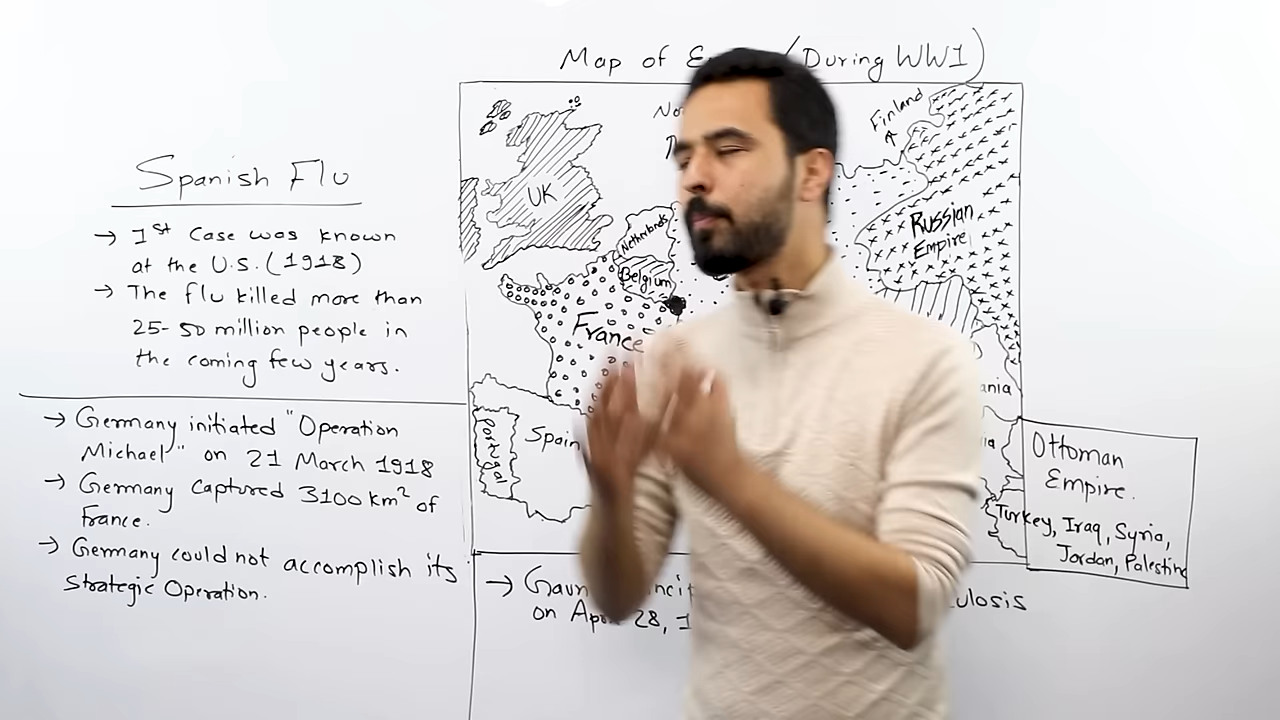 Map of (During WW1)
Spanish Flu
→ 1st Case was known
at the U.S. (1918)
→ The flu killed more than
25-50 million people in
the coming few years.
→ Germany initiated "Operation
Michael" on 21 March 1918
→ Germany Captured 3100 km² of
France.
→ Germany could not accomplish its
Strategic Operation.
UK
Netherlands
Belgium
France
Spain
Portugal
Finland
Russian
Empire
Ottoman
Empire.
Turkey, Iraq, Syria,
Jordan, Palestine
on 28,